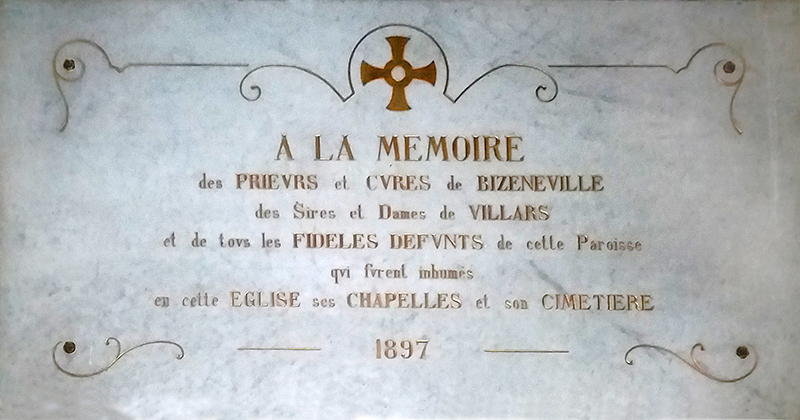 A LA MEMOIRE
des PRIEVRS et CVRES de BIZENEVILLE
des Sires et Dames de VILLARS
et de tovs les FIDELES DEFVNTS de cette Paroisse
qvi fvrent inhumés
en cette EGLISE ses CHAPELLES et son CIMETIERE
1897